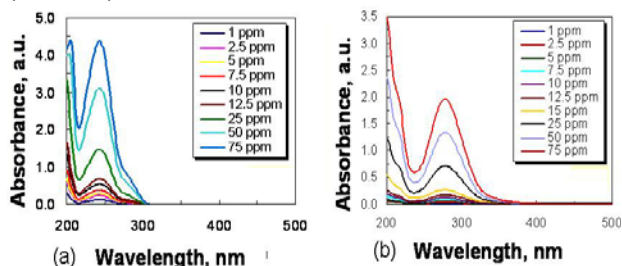 5.0
4.0
3.0
2.0
1.0
0.0
200
300
400
500
Absorbance, a.u.
1 ppm
2.5 ppm
5 ppm
7.5 ppm
10 ppm
12.5 ppm
25 ppm
50 ppm
75 ppm
(a) Wavelength, nm
3.5
3.0
2.5
2.0
1.5
1.0
0.5
0.0
200
300
400
500
Absorbance, a.u.
1 ppm
2.5 ppm
5 ppm
7.5 ppm
10 ppm
12.5 ppm
15 ppm
25 ppm
50 ppm
75 ppm
(b) Wavelength, nm